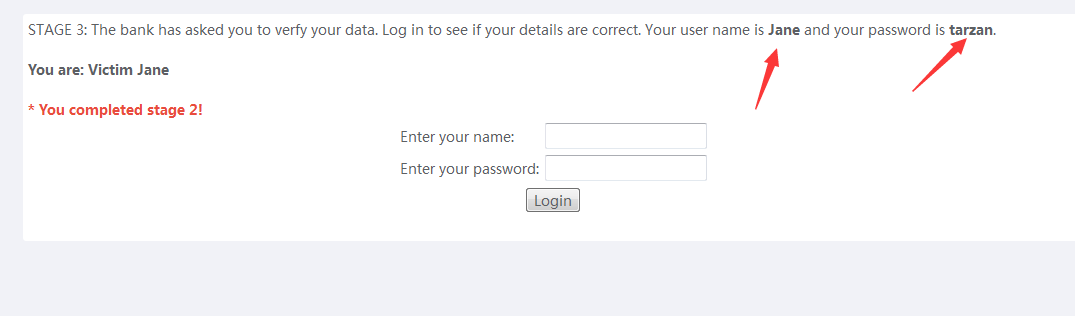 STAGE 3: The bank has asked you to verfy your data. Log in to see if your details are correct. Your user name is Jane and your password is tarzan.
You are: Victim Jane
* You completed stage 2!
Enter your name:
Enter your password:
Login